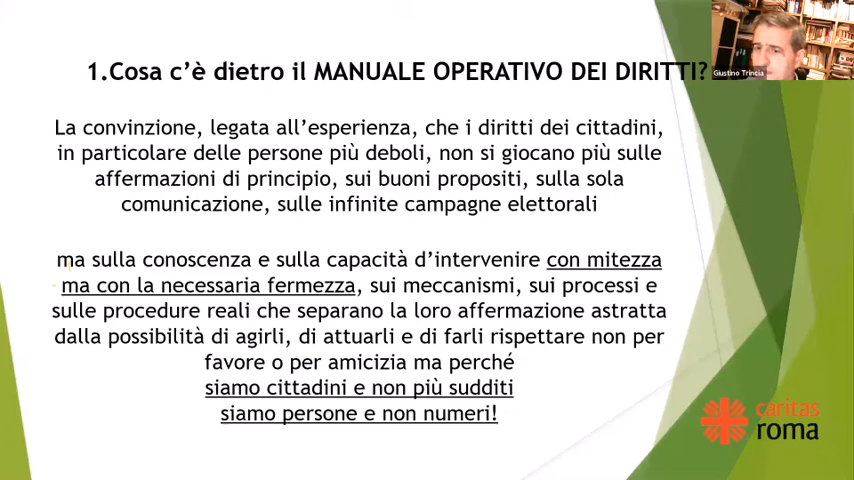 1.Cosa c'è dietro il MANUALE OPERATIVO DEI DIRITTI?
Giustino Trincia
La convinzione, legata all'esperienza, che i diritti dei cittadini,
in particolare delle persone più deboli, non si giocano più sulle
affermazioni di principio, sui buoni propositi, sulla sola
comunicazione, sulle infinite campagne elettorali
ma sulla conoscenza e sulla capacità d'intervenire con mitezza
ma con la necessaria fermezza, sui meccanismi, sui processi e
sulle procedure reali che separano la loro affermazione astratta
dalla possibilità di agirli, di attuarli e di farli rispettare non per
favore o per amicizia ma perché
siamo cittadini e non più sudditi
siamo persone e non numeri!
caritas
roma